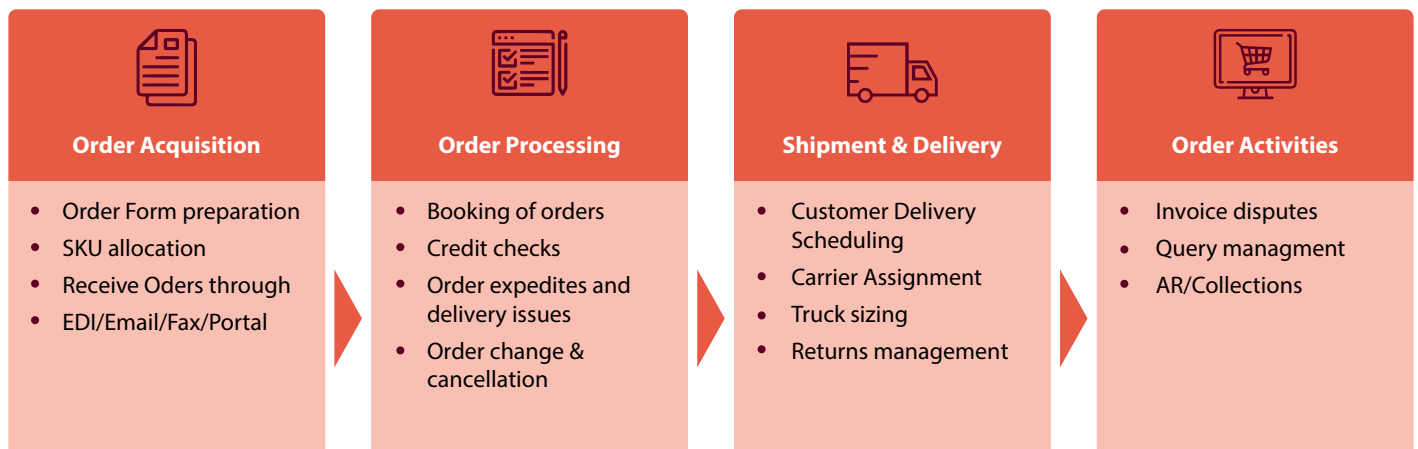 Order Acquisition
• Order Form preparation
• SKU allocation
• Receive Oders through
• EDI/Email/Fax/Portal
Order Processing
• Booking of orders
• Credit checks
• Order expedites and
delivery issues
• Order change &
cancellation
Shipment & Delivery
• Customer Delivery
Scheduling
• Carrier Assignment
• Truck sizing
• Returns management
Order Activities
• Invoice disputes
• Query managment
• AR/Collections